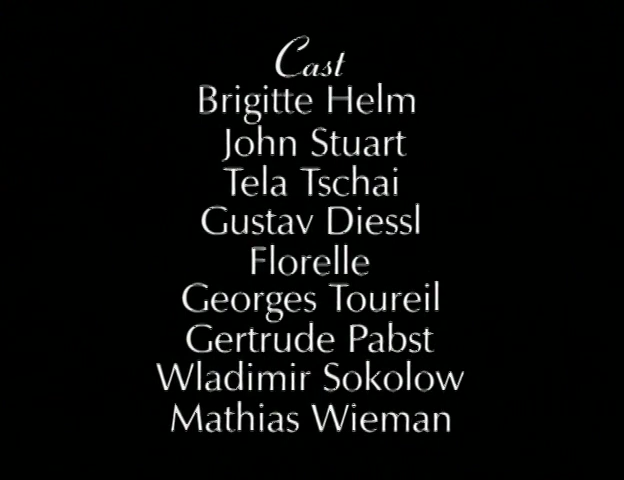 Cast
Brigitte Helm
John Stuart
Tela Tschai
Gustav Diessl
Florelle
Georges Toureil
Gertrude Pabst
Wladimir Sokolow
Mathias Wieman